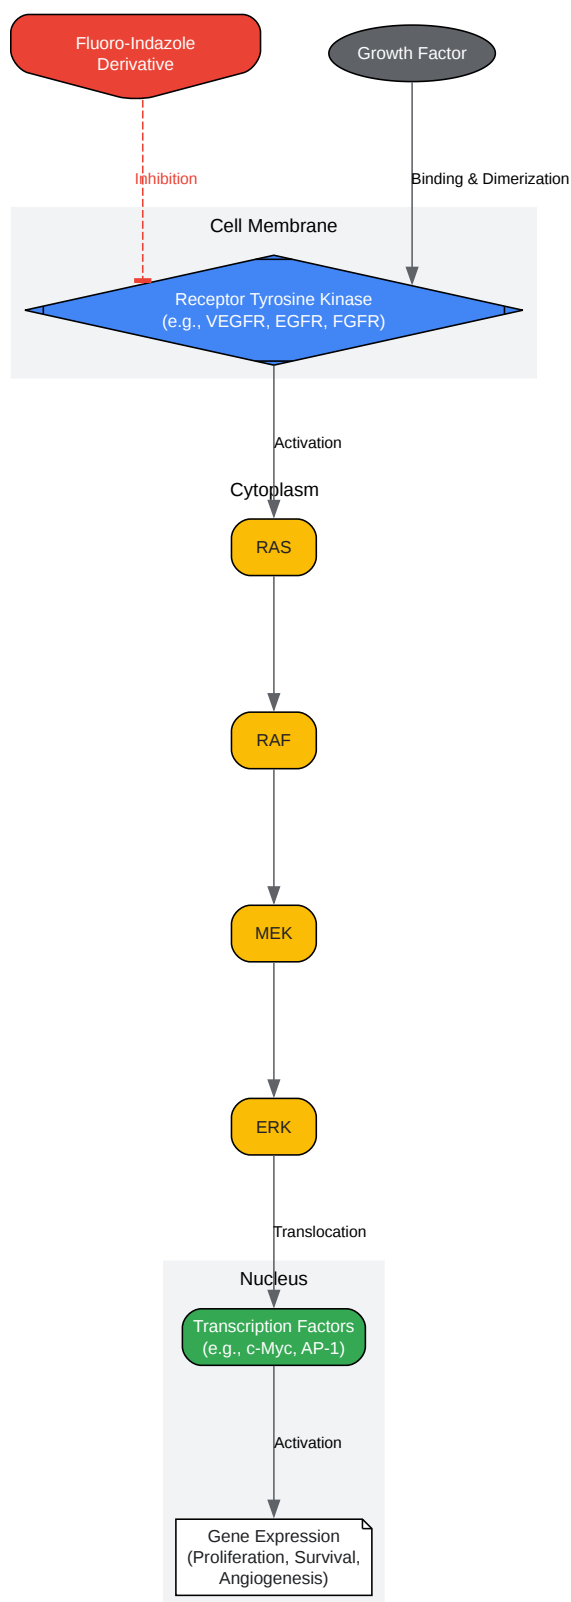 Fluoro-Indazole
Derivative
Growth Factor
Inhibition
Binding & Dimerization
Cell Membrane
Receptor Tyrosine Kinase
(e.g., VEGFR, EGFR, FGFR)
Activation
Cytoplasm
RAS
RAF
MEK
ERK
Translocation
Nucleus
Transcription Factors
(e.g., c-Myc, AP-1)
Activation
Gene Expression
(Proliferation, Survival,
Angiogenesis)